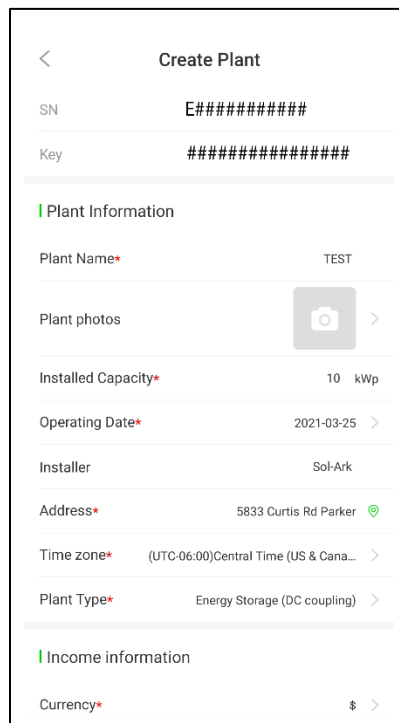 Create Plant
SN E###########
Key ################
Plant Information
Plant Name* TEST
Plant photos
Installed Capacity* 10 kWp
Operating Date* 2021-03-25
Installer Sol-Ark
Address* 5833 Curtis Rd Parker
Time zone* (UTC-06:00)Central Time (US & Cana...
Plant Type* Energy Storage (DC coupling)
Income information
Currency* $